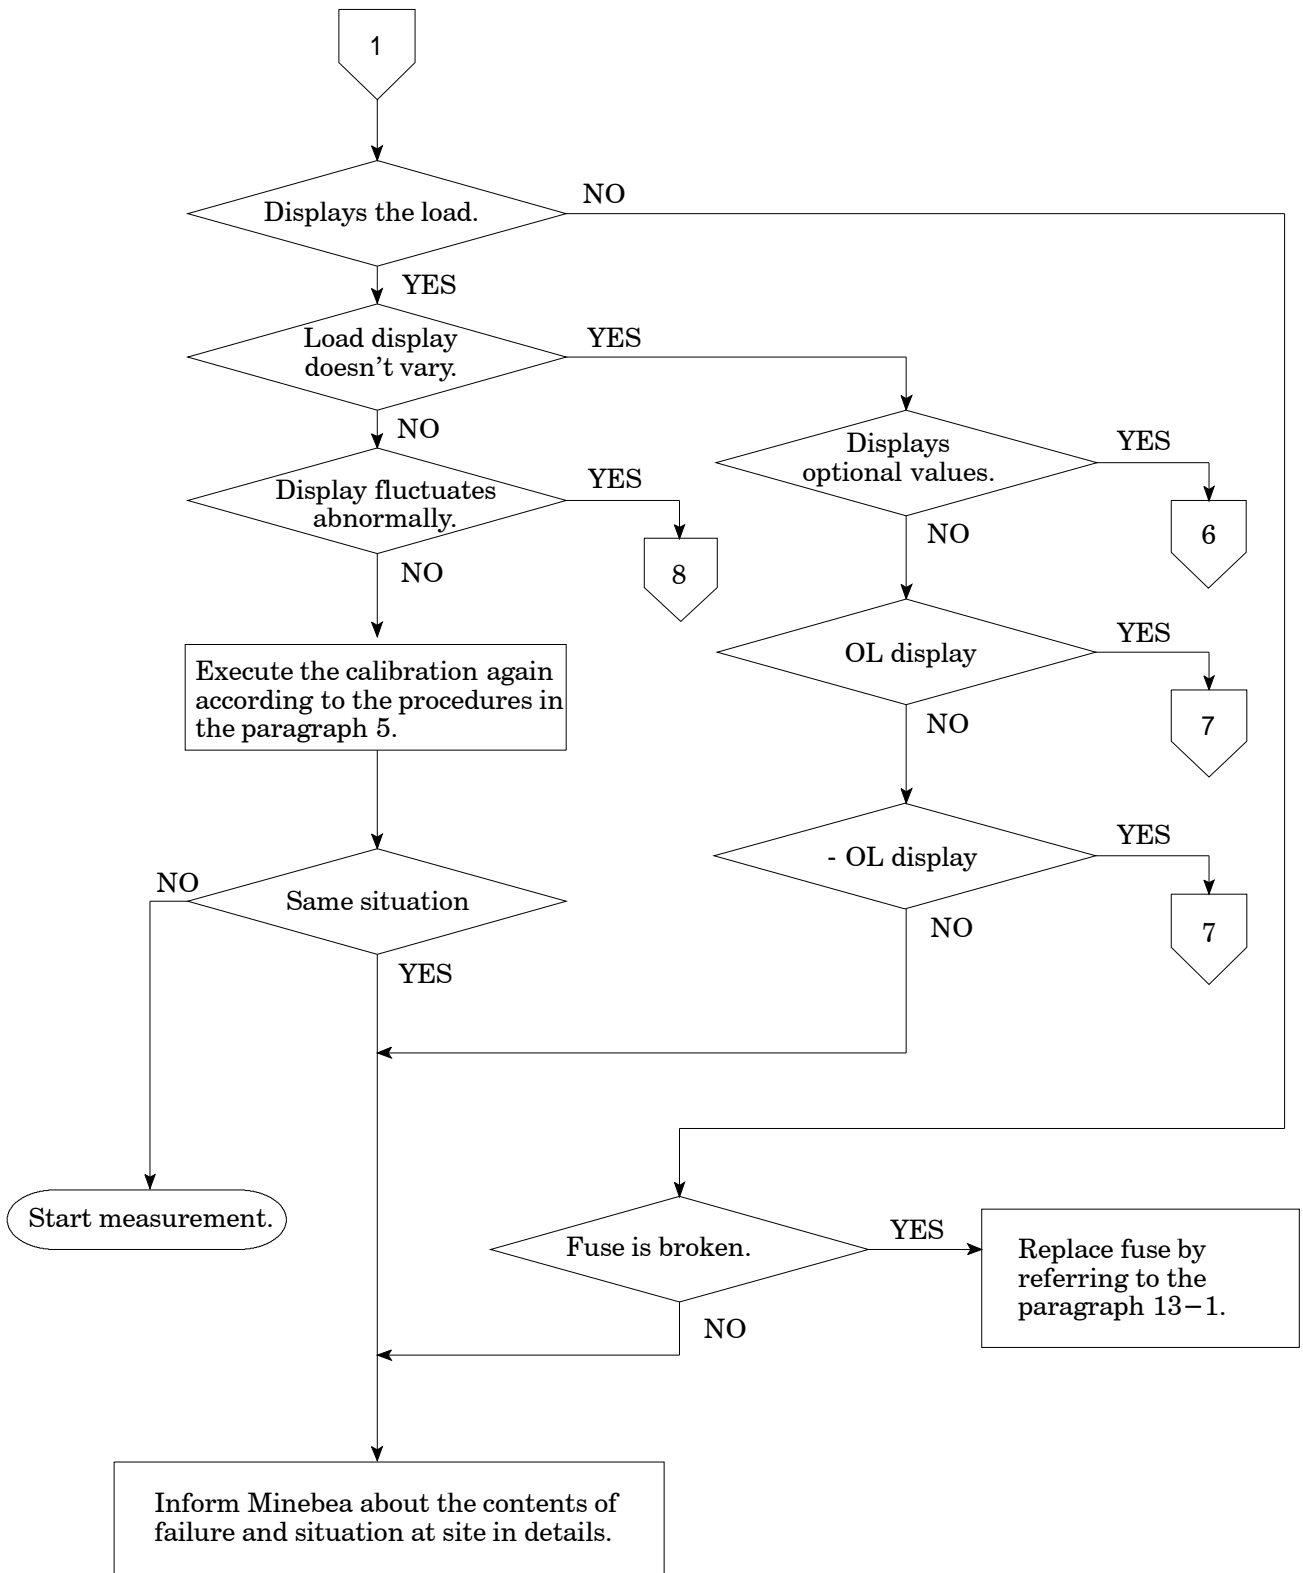 1
Displays the load.
NO
YES
Load display
doesn't vary.
YES
NO
Display fluctuates
abnormally.
YES
8
NO
Displays
optional values.
YES
6
NO
OL display
YES
7
NO
- OL display
YES
7
NO
Execute the calibration again
according to the procedures in
the paragraph 5.
Same situation
NO
YES
Start measurement.
Fuse is broken.
YES
Replace fuse by
referring to the
paragraph 13−1.
NO
Inform Minebea about the contents of
failure and situation at site in details.